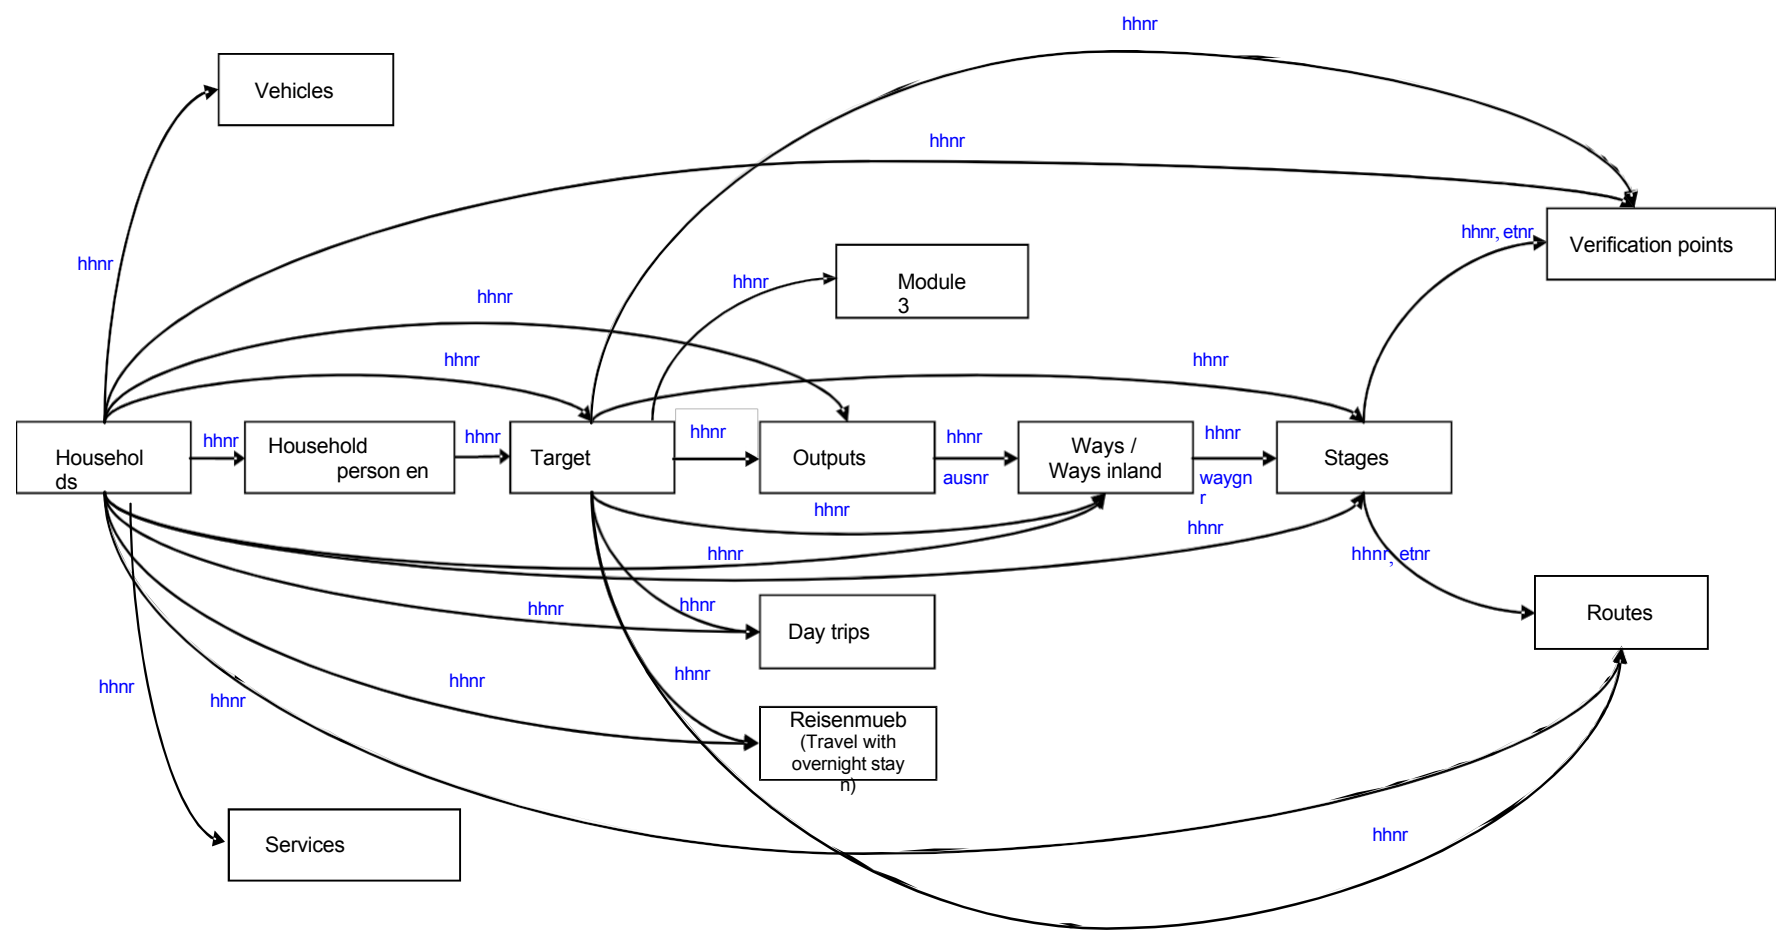 hhnr
Vehicles
hhnr
hhnr, etnr
Verification points
hhnr
hhnr
Module
3
hhnr
hhnr
hhnr
Househol
ds
hhnr
Household
person en
hhnr
Target
hhnr
Outputs
hhnr
ausnr
Ways /
Ways inland
hhnr
waygn
r
Stages
hhnr
hhnr
hhnr
hhnr, etnr
hhnr
hhnr
Day trips
Routes
hhnr
hhnr
hhnr
hhnr
Reisenmueb
(Travel with
overnight stay
n)
Services
hhnr